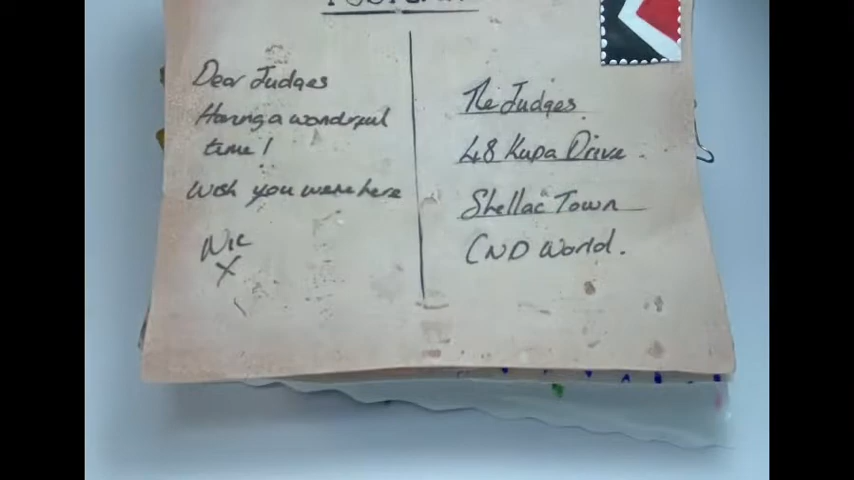 POSTCARD
Dear Judges
Having a wonderful
time!
Wish you were here
Nic
X
The Judges
48 Kupa Drive
Shellac Town
CND World.